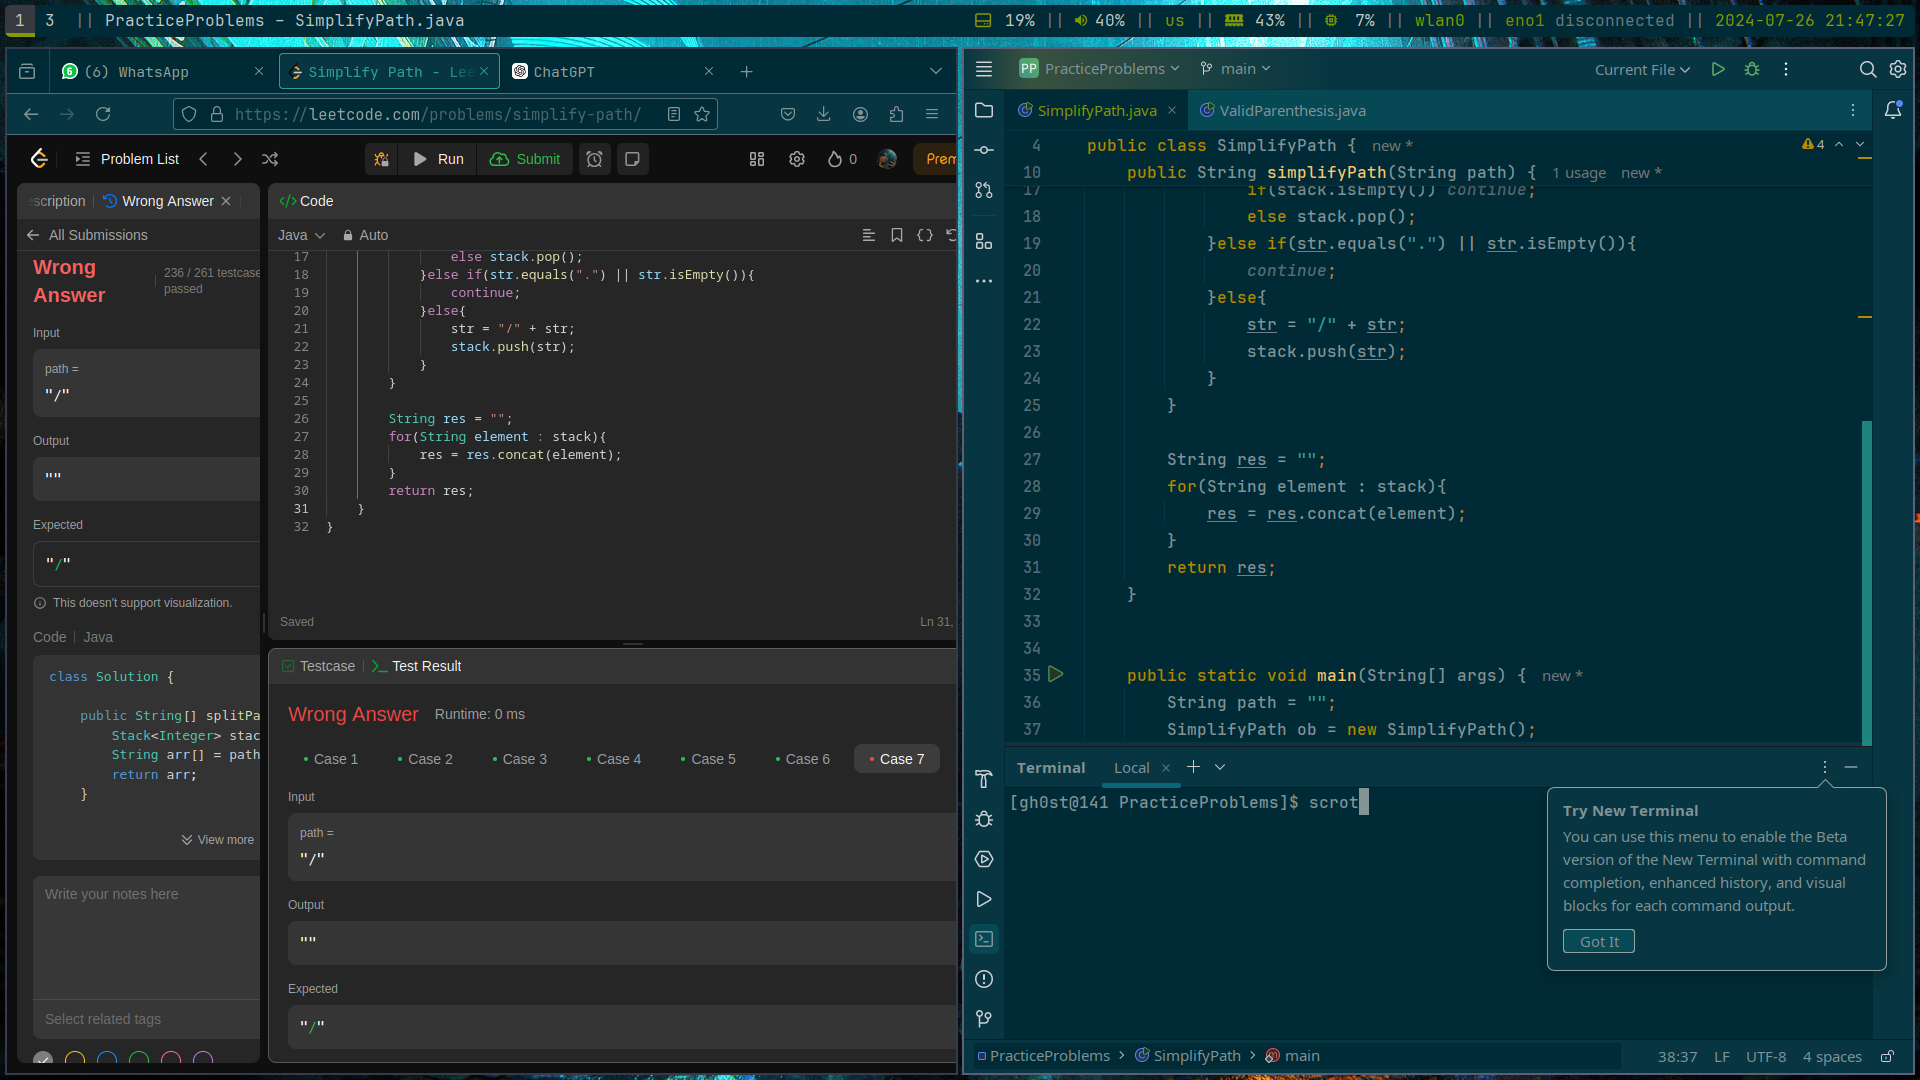 1 3 || PracticeProblems – SimplifyPath.java
19% || 40% || us || 43% || 7% || wlan0 || eno1 disconnected || 2024-07-26 21:47:27
(6) WhatsApp
Simplify Path - Lee
ChatGPT
https://leetcode.com/problems/simplify-path/
Problem List
Run
Submit
0
Prem
scription
Wrong Answer
All Submissions
Wrong Answer
236 / 261 testcase
passed
Input
path =
"/"
Output
""
Expected
"/"
This doesn't support visualization.
Code | Java
class Solution {
public String[] splitPa
Stack<Integer> stac
String arr[] = path
return arr;
}
View more
Write your notes here
Select related tags
</> Code
Java
Auto
17 else stack.pop();
18 }else if(str.equals(".") || str.isEmpty()){
19 continue;
20 }else{
21 str = "/" + str;
22 stack.push(str);
23 }
24 }
25
26 String res = "";
27 for(String element : stack){
28 res = res.concat(element);
29 }
30 return res;
31 }
32 }
Saved
Ln 31,
Testcase
Test Result
Wrong Answer Runtime: 0 ms
Case 1 Case 2 Case 3 Case 4 Case 5 Case 6 Case 7
Input
path =
"/"
Output
""
Expected
"/"
PP PracticeProblems
main
Current File
SimplifyPath.java
ValidParenthesis.java
4 public class SimplifyPath { new *
4
10 public String simplifyPath(String path) { 1 usage new *
17 if(stack.isEmpty()) continue;
18 else stack.pop();
19 }else if(str.equals(".") || str.isEmpty()){
20 continue;
21 }else{
22 str = "/" + str;
23 stack.push(str);
24 }
25 }
26
27 String res = "";
28 for(String element : stack){
29 res = res.concat(element);
30 }
31 return res;
32 }
33
34
35 public static void main(String[] args) { new *
36 String path = "";
37 SimplifyPath ob = new SimplifyPath();
Terminal
Local
[gh0st@141 PracticeProblems]$ scrot
Try New Terminal
You can use this menu to enable the Beta
version of the New Terminal with command
completion, enhanced history, and visual
blocks for each command output.
Got It
PracticeProblems > SimplifyPath > main
38:37 LF UTF-8 4 spaces